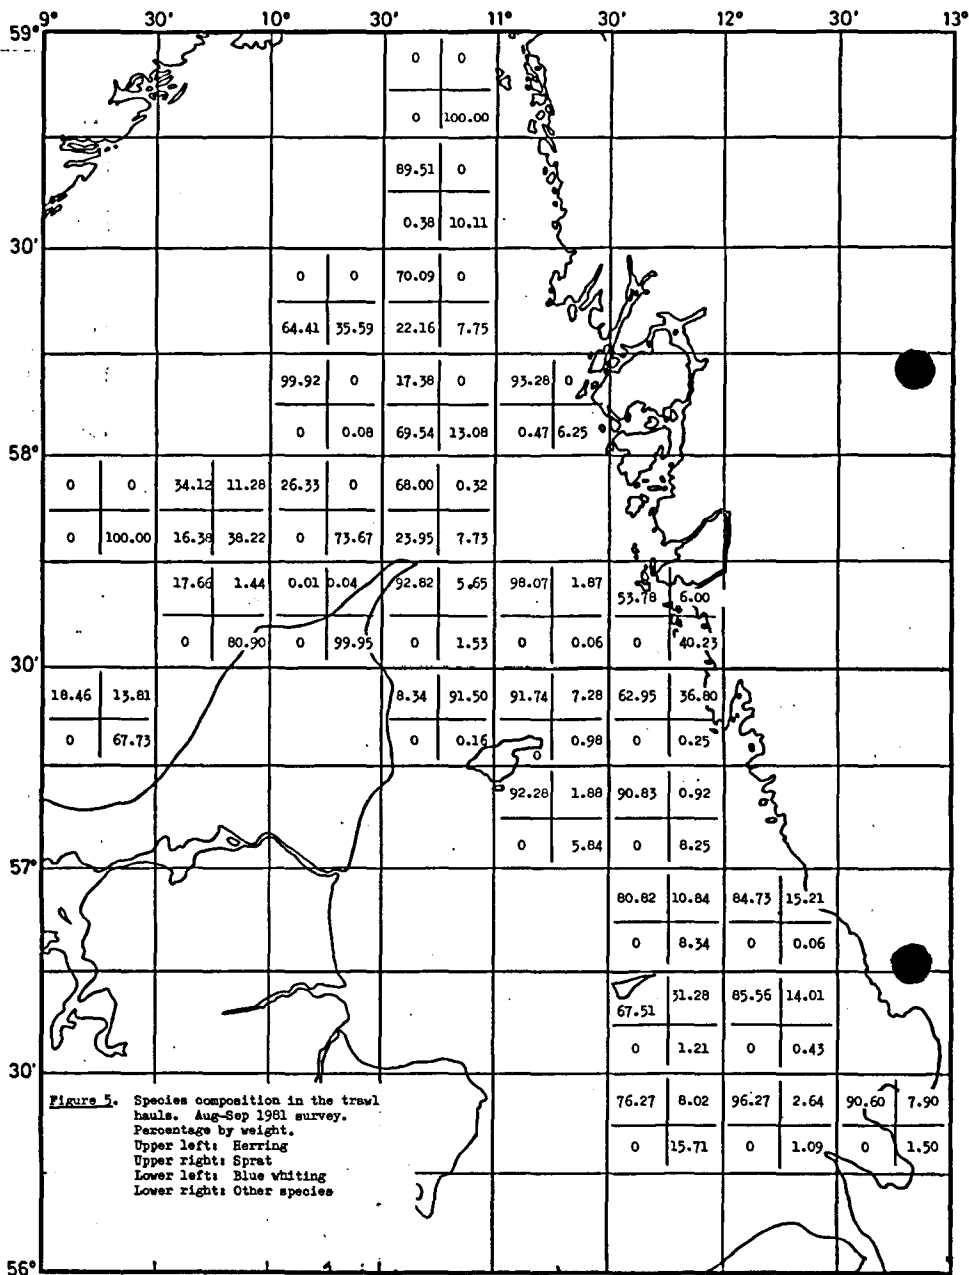 9° 30' 10° 30' 11° 30' 12° 30' 13°
59°
0 0
0 100.00
89.51 0
0.38 10.11
30'
0 0 70.09 0
64.41 35.59 22.16 7.75
99.92 0 17.38 0 93.28 0
0 0.08 69.54 13.08 0.47 6.25
58°
0 0 34.12 11.28 26.33 0 68.00 0.32
0 100.00 16.38 38.22 0 73.67 23.95 7.73
17.66 1.44 0.01 0.04 92.82 5.65 98.07 1.87 53.78 6.00
0 80.90 0 99.95 0 1.53 0 0.06 0 40.23
30'
18.46 13.81 8.34 91.50 91.74 7.28 62.95 36.80
0 67.73 0 0.16 0 0.98 0 0.25
92.28 1.88 90.83 0.92
0 5.84 0 8.25
57°
80.82 10.84 84.73 15.21
0 8.34 0 0.06
67.51 31.28 85.56 14.01
0 1.21 0 0.43
30'
76.27 8.02 96.27 2.64 90.60 7.90
0 15.71 0 1.09 0 1.50
Figure 5. Species composition in the trawl
hauls. Aug-Sep 1981 survey.
Percentage by weight.
Upper left: Herring
Upper right: Sprat
Lower left: Blue whiting
Lower right: Other species
56°